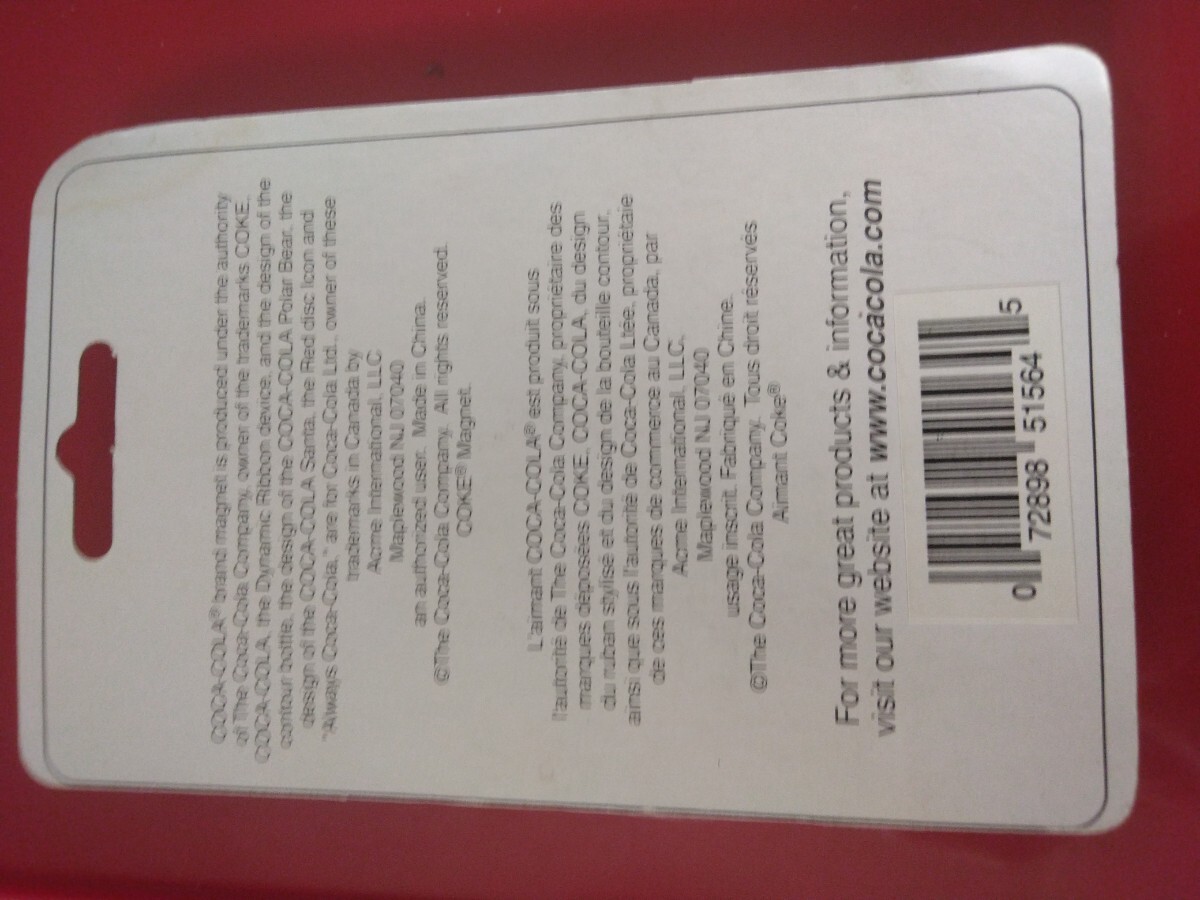 COCA-COLA® brand magnet is produced under the authority
of The Coca-Cola Company, owner of the trademarks COKE,
COCA-COLA, the Dynamic Ribbon device, and the design of the
contour bottle, the design of the COCA-COLA Polar Bear, the
design of the COCA-COLA Santa, the Red disc Icon and
"Always Coca-Cola," are for Coca-Cola Ltd., owner of these
trademarks in Canada by
Acme International, LLC
Maplewood NJ 07040
an authorized user. Made in China.
©The Coca-Cola Company. All rights reserved.
COKE® Magnet.
L'aimant COCA-COLA® est produit sous
l'autorité de The Coca-Cola Company, propriétaire des
marques déposées COKE, COCA-COLA, du design
du ruban stylisé et du design de la bouteille contour,
ainsi que sous l'autorité de Coca-Cola Ltée, propriétaie
de ces marques de commerce au Canada, par
Acme International, LLC,
Maplewood NJ 07040
usage inscrit. Fabriqué en Chine.
©The Coca-Cola Company. Tous droit réservés
Aimant Coke®
For more great products & information,
visit our website at www.cocacola.com
0 72898 51564 5